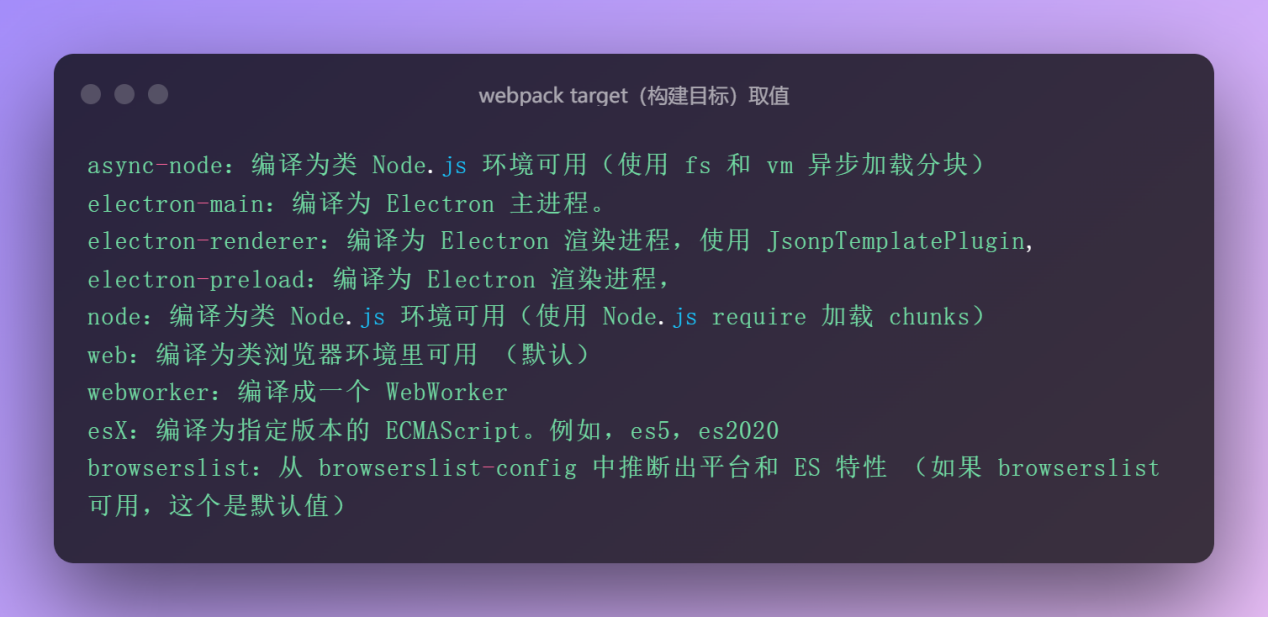 webpack target（构建目标）取值
async-node：编译为类 Node.js 环境可用（使用 fs 和 vm 异步加载分块）
electron-main：编译为 Electron 主进程。
electron-renderer：编译为 Electron 渲染进程，使用 JsonpTemplatePlugin,
electron-preload：编译为 Electron 渲染进程，
node：编译为类 Node.js 环境可用（使用 Node.js require 加载 chunks）
web：编译为类浏览器环境里可用 （默认）
webworker：编译成一个 WebWorker
esX：编译为指定版本的 ECMAScript。例如，es5，es2020
browserslist：从 browserslist-config 中推断出平台和 ES 特性 （如果 browserslist
可用，这个是默认值）